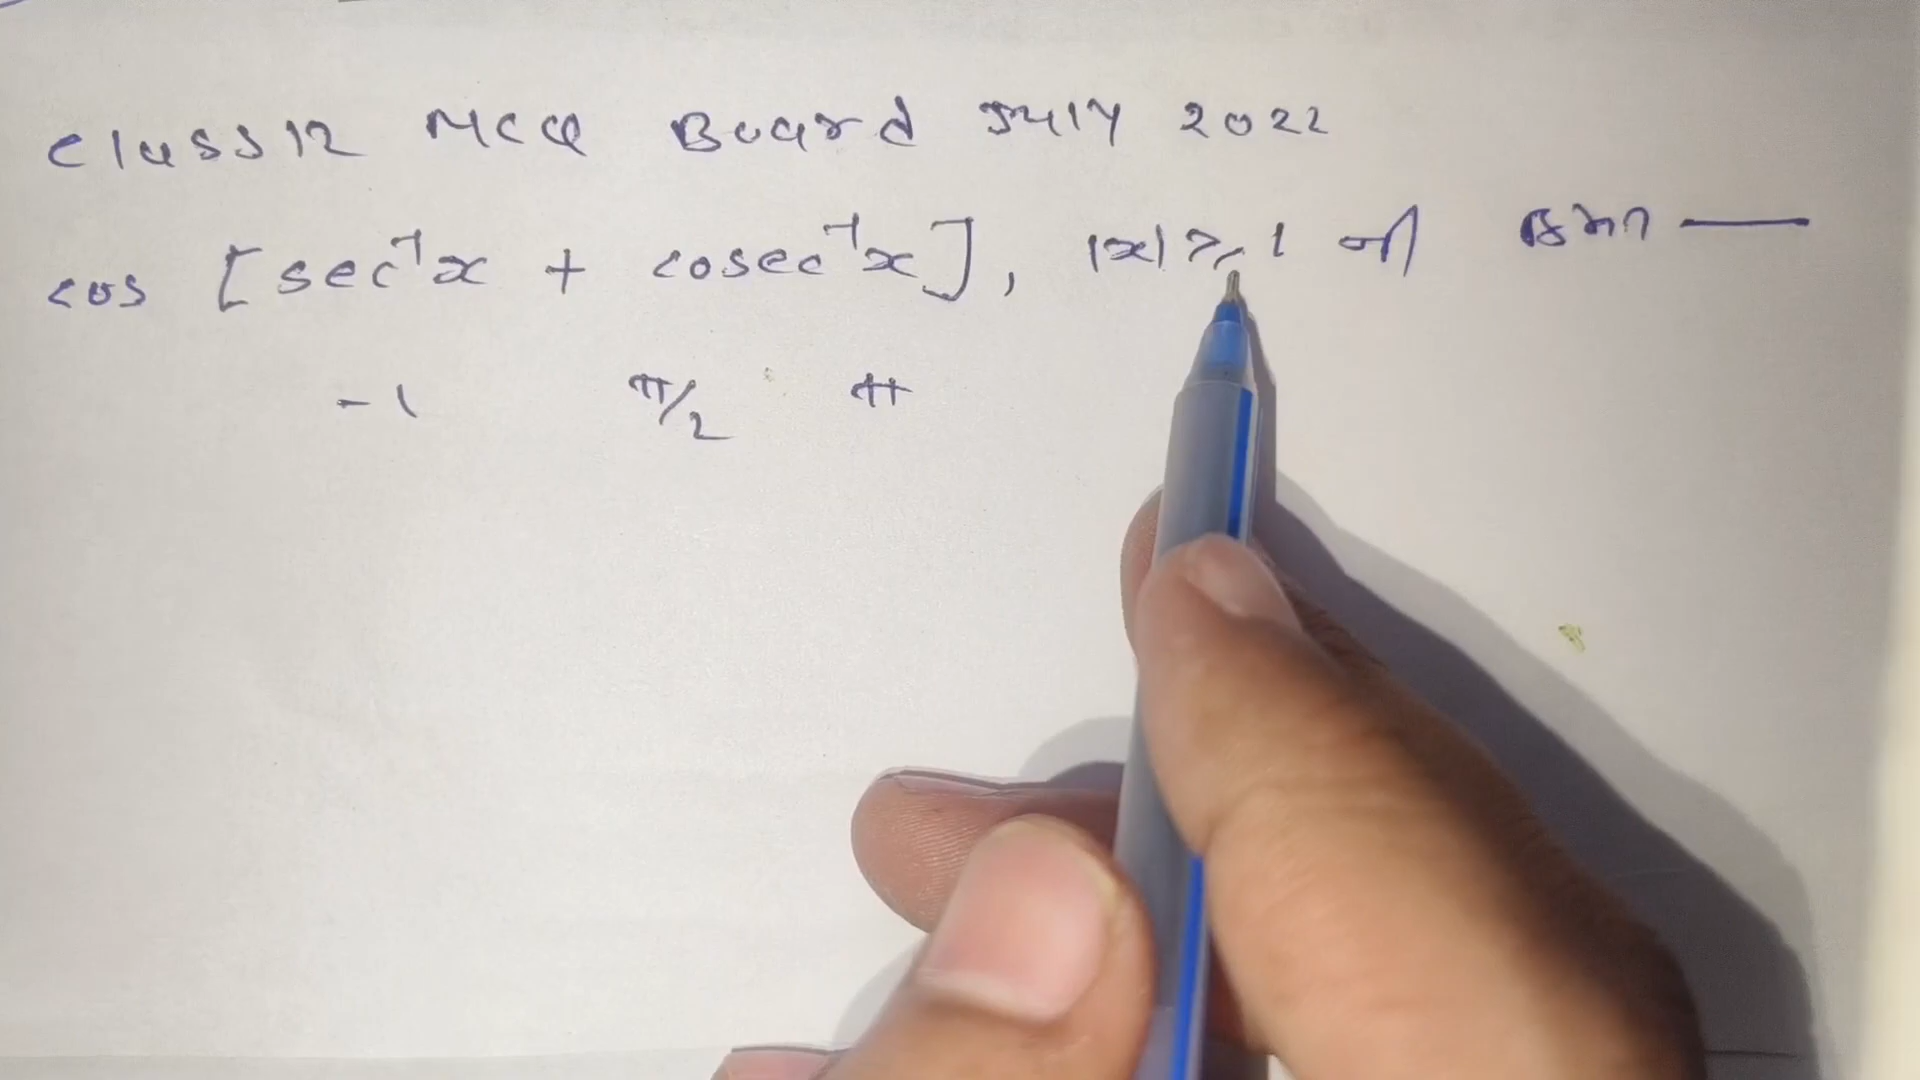 class 12 MCQ Board July 2022
cos [sec⁻¹x + cosec⁻¹x], |x| ≥ 1 ની કિંમત —
-1 π/2 π